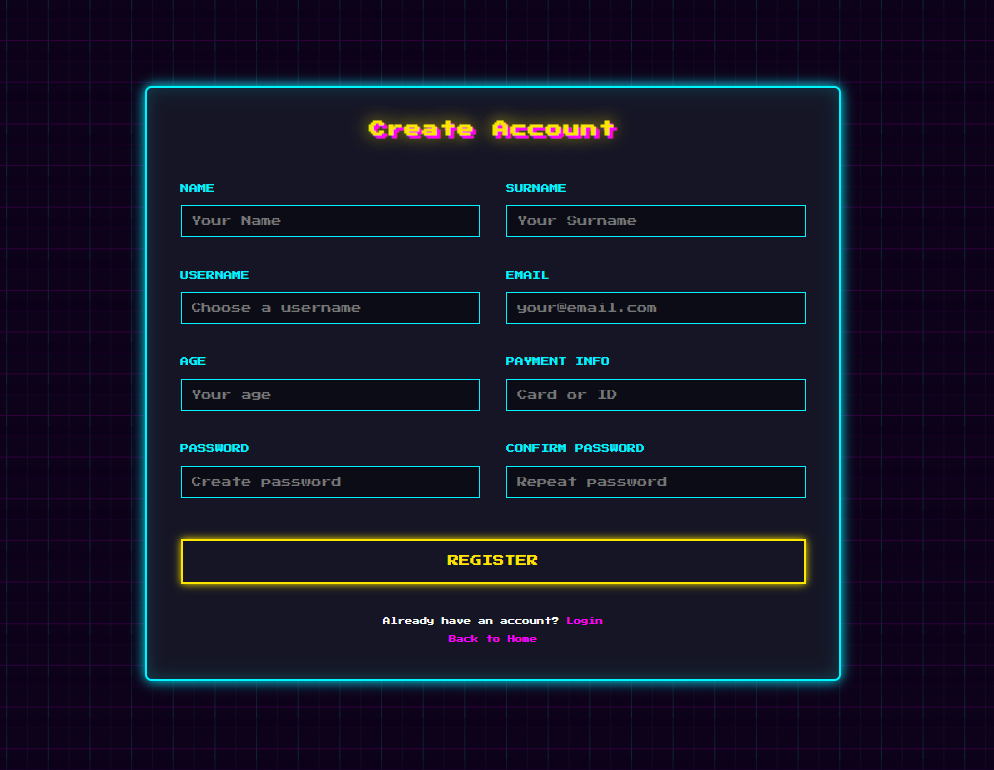 Create Account
NAME SURNAME
Your Name Your Surname
USERNAME EMAIL
Choose a username your@email.com
AGE PAYMENT INFO
Your age Card or ID
PASSWORD CONFIRM PASSWORD
Create password Repeat password
REGISTER
Already have an account? Login
Back to Home